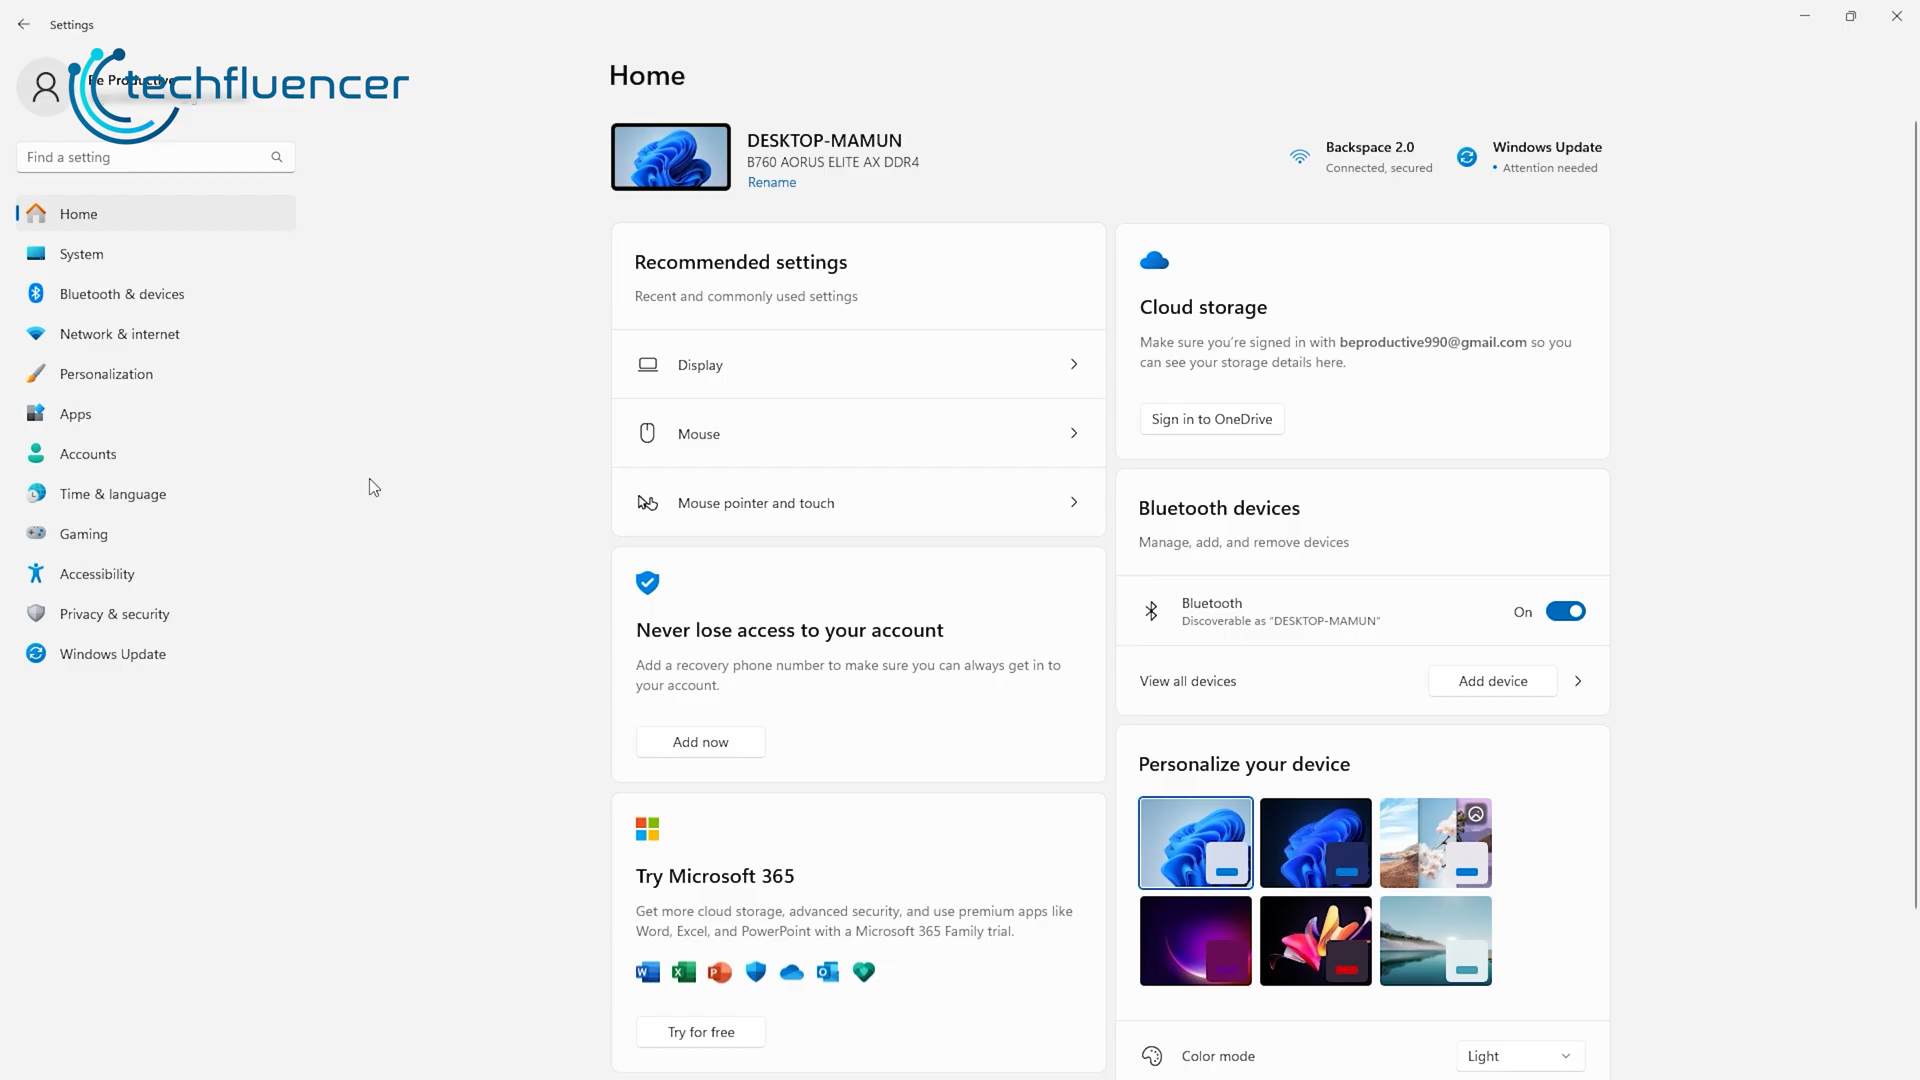 Settings
Be Productive
techfluencer
Find a setting
Home
System
Bluetooth & devices
Network & internet
Personalization
Apps
Accounts
Time & language
Gaming
Accessibility
Privacy & security
Windows Update
Home
DESKTOP-MAMUN
B760 AORUS ELITE AX DDR4
Rename
Backspace 2.0
Connected, secured
Windows Update
• Attention needed
Recommended settings
Recent and commonly used settings
Display
Mouse
Mouse pointer and touch
Never lose access to your account
Add a recovery phone number to make sure you can always get in to
your account.
Add now
Try Microsoft 365
Get more cloud storage, advanced security, and use premium apps like
Word, Excel, and PowerPoint with a Microsoft 365 Family trial.
Try for free
Cloud storage
Make sure you're signed in with beproductive990@gmail.com so you
can see your storage details here.
Sign in to OneDrive
Bluetooth devices
Manage, add, and remove devices
Bluetooth
Discoverable as "DESKTOP-MAMUN"
On
View all devices
Add device
Personalize your device
Color mode
Light